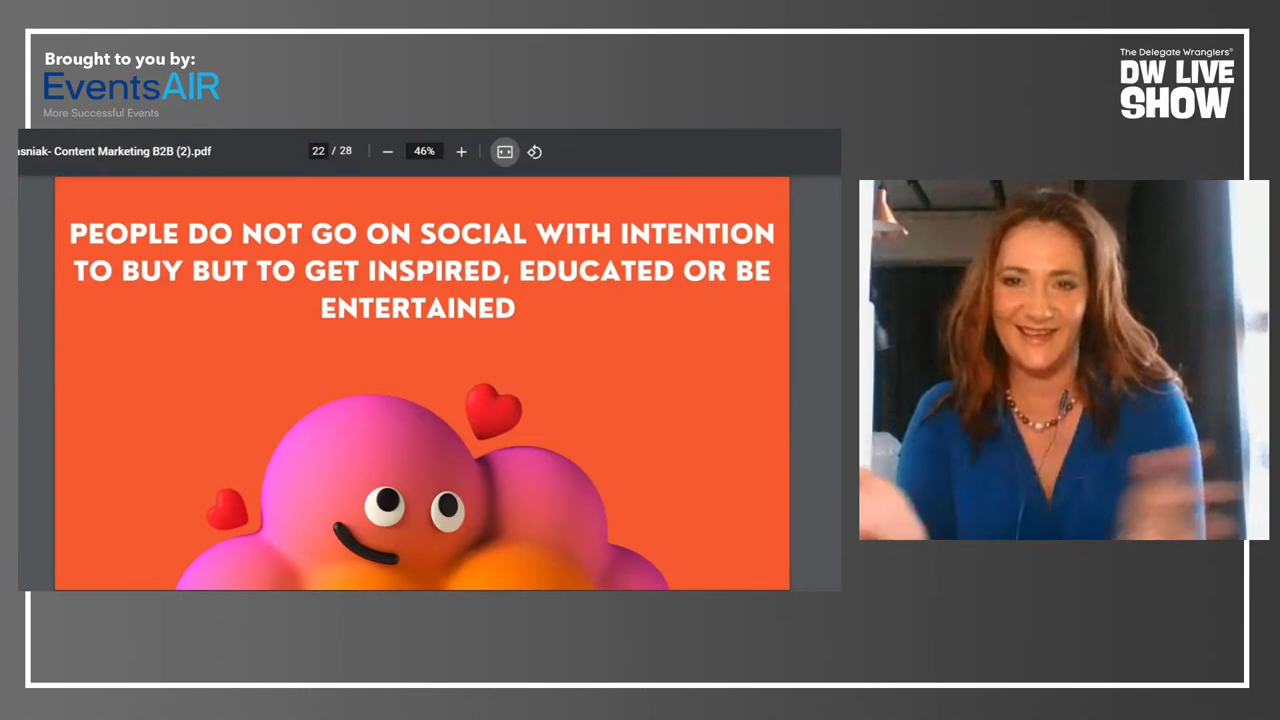 Brought to you by:
EventsAIR
More Successful Events
The Delegate Wranglers®
DW LIVE
SHOW
Content Marketing B2B (2).pdf
22 / 28
46%
PEOPLE DO NOT GO ON SOCIAL WITH INTENTION
TO BUY BUT TO GET INSPIRED, EDUCATED OR BE
ENTERTAINED